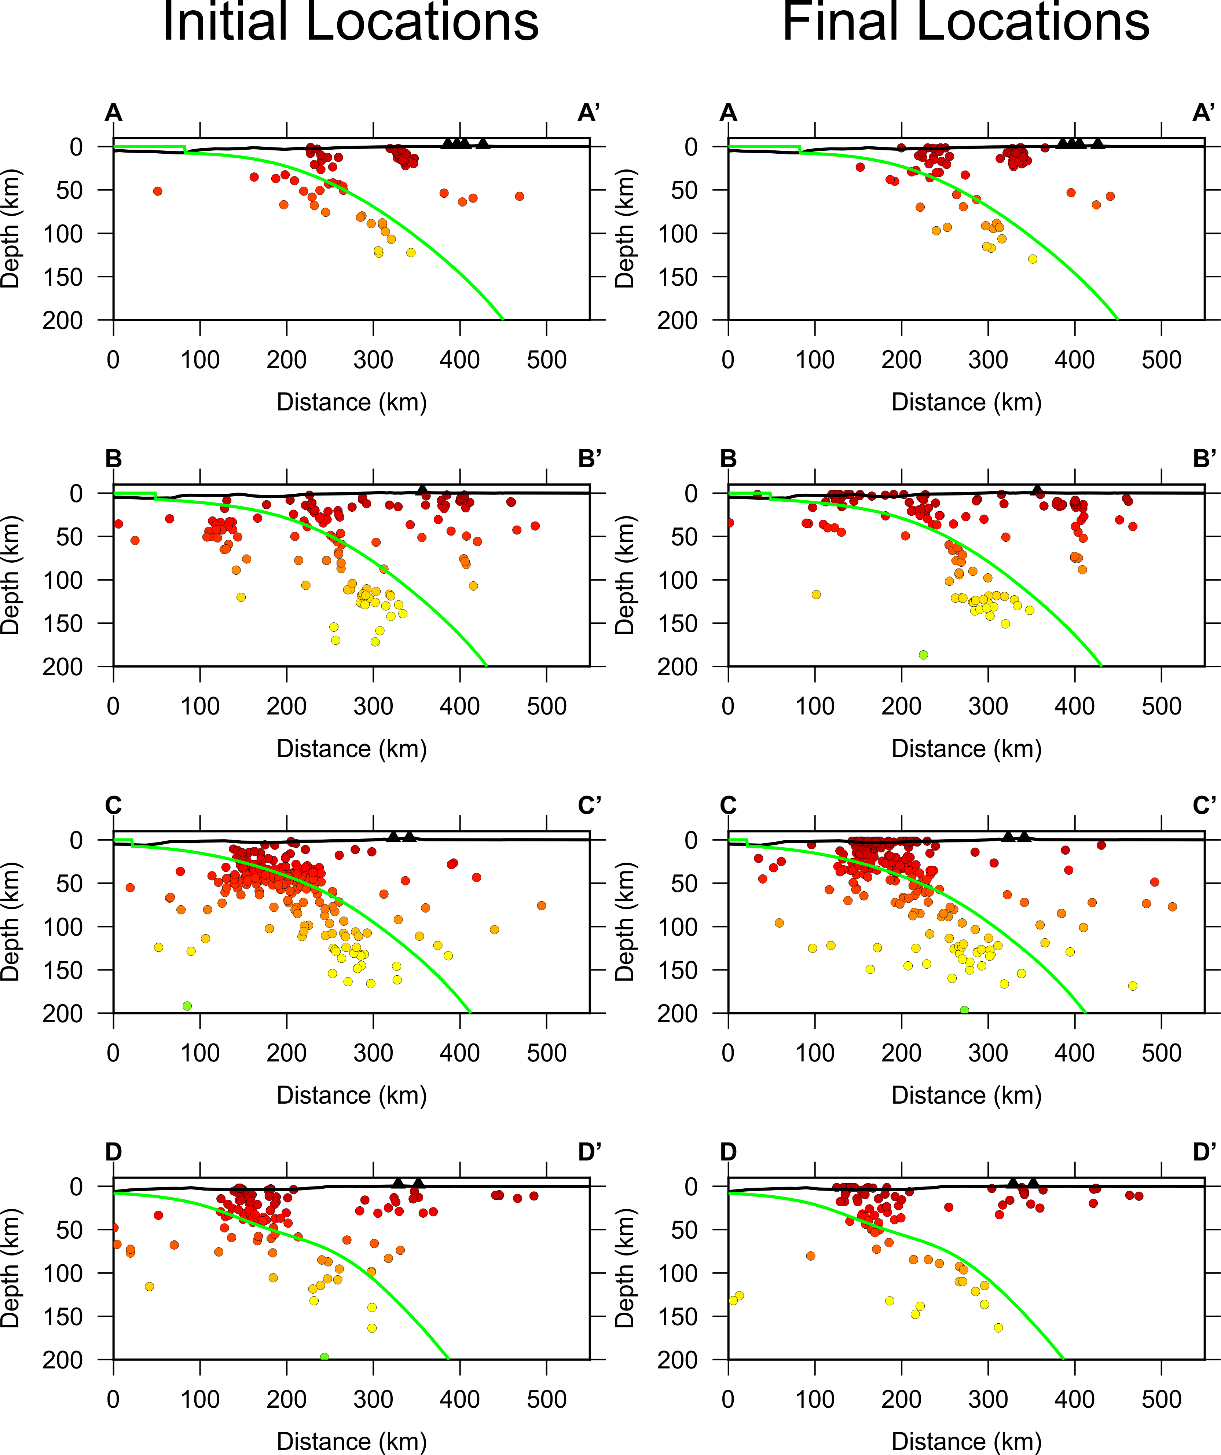 Initial Locations Final Locations
A A’ A A’
0 0
50 50
100 100
150 150
200 200
Depth (km) Depth (km)
0 100 200 300 400 500 0 100 200 300 400 500
Distance (km) Distance (km)
B B’ B B’
0 0
50 50
100 100
150 150
200 200
Depth (km) Depth (km)
0 100 200 300 400 500 0 100 200 300 400 500
Distance (km) Distance (km)
C C’ C C’
0 0
50 50
100 100
150 150
200 200
Depth (km) Depth (km)
0 100 200 300 400 500 0 100 200 300 400 500
Distance (km) Distance (km)
D D’ D D’
0 0
50 50
100 100
150 150
200 200
Depth (km) Depth (km)
0 100 200 300 400 500 0 100 200 300 400 500
Distance (km) Distance (km)